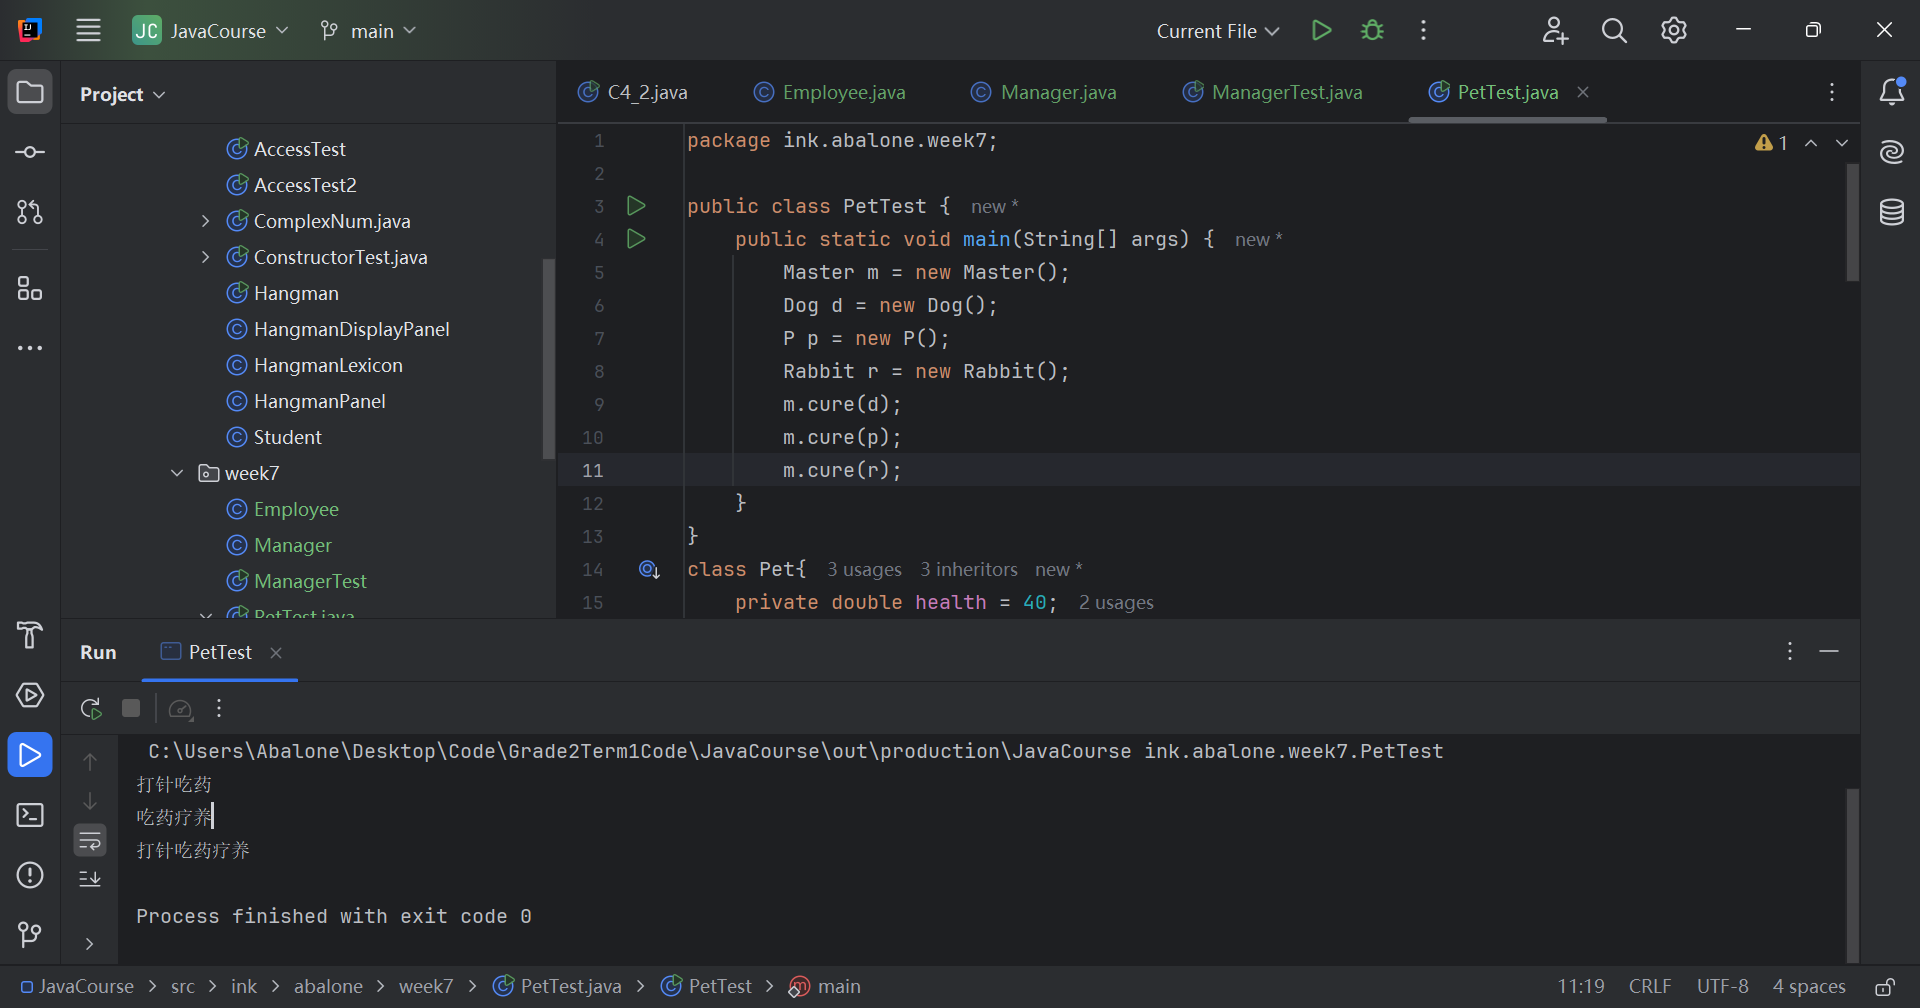 JC JavaCourse main Current File
Project
C4_2.java Employee.java Manager.java ManagerTest.java PetTest.java
AccessTest
AccessTest2
ComplexNum.java
ConstructorTest.java
Hangman
HangmanDisplayPanel
HangmanLexicon
HangmanPanel
Student
week7
Employee
Manager
ManagerTest
PetTest.java
1 package ink.abalone.week7;
1
2
3 public class PetTest { new *
4 public static void main(String[] args) { new *
5 Master m = new Master();
6 Dog d = new Dog();
7 P p = new P();
8 Rabbit r = new Rabbit();
9 m.cure(d);
10 m.cure(p);
11 m.cure(r);
12 }
13 }
14 class Pet{ 3 usages 3 inheritors new *
15 private double health = 40; 2 usages
Run PetTest
C:\Users\Abalone\Desktop\Code\Grade2Term1Code\JavaCourse\out\production\JavaCourse ink.abalone.week7.PetTest
打针吃药
吃药疗养
打针吃药疗养
Process finished with exit code 0
JavaCourse > src > ink > abalone > week7 > PetTest.java > PetTest > main 11:19 CRLF UTF-8 4 spaces